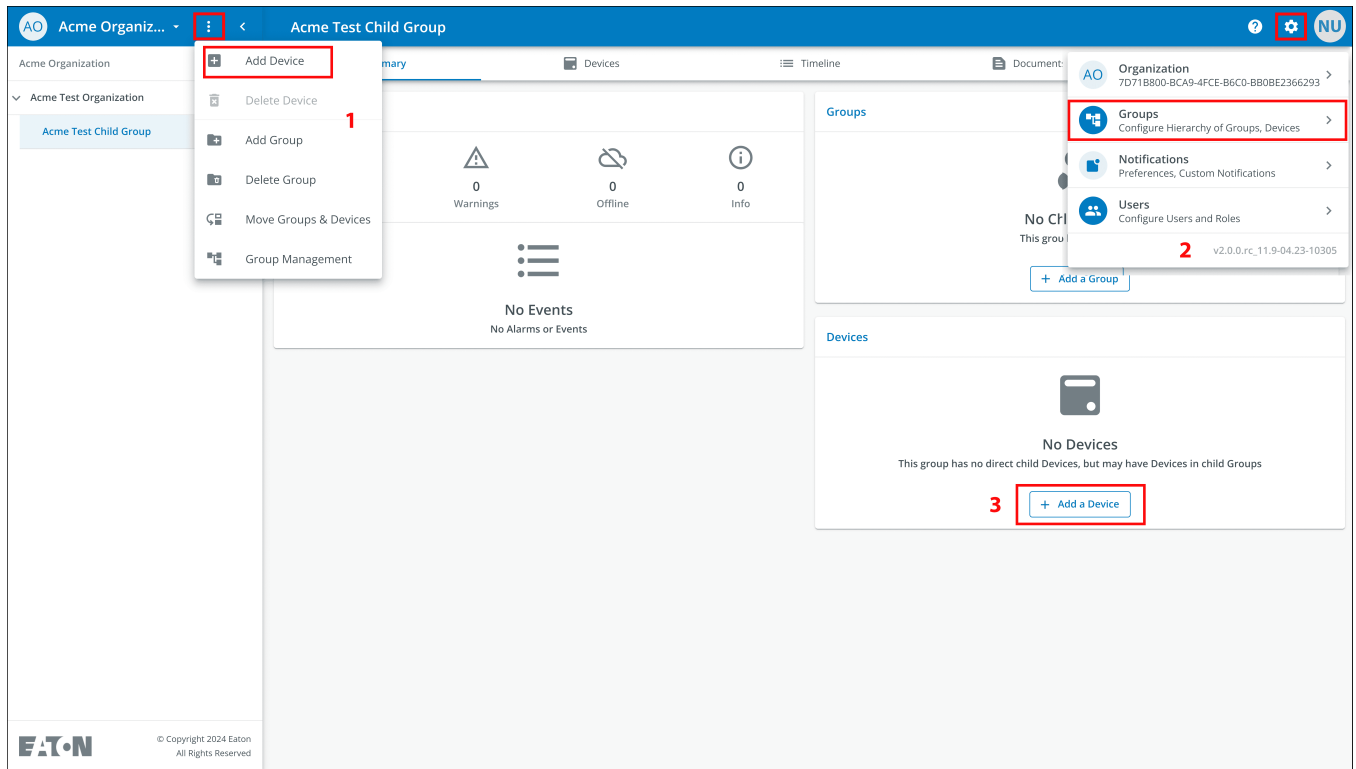 AO Acme Organiz... Acme Test Child Group NU
Acme Organization
Acme Test Organization
Acme Test Child Group
Add Device
Delete Device
1
Add Group
Delete Group
Move Groups & Devices
Group Management
mary Devices Timeline Document
0
Warnings
0
Offline
0
Info
No Events
No Alarms or Events
Groups
No Ch
This grou
+ Add a Group
AO Organization
7D71B800-BCA9-4FCE-B6C0-BB0BE2366293
Groups
Configure Hierarchy of Groups, Devices
Notifications
Preferences, Custom Notifications
Users
Configure Users and Roles
2 v2.0.0.rc_11.9-04.23-10305
Devices
No Devices
This group has no direct child Devices, but may have Devices in child Groups
3 + Add a Device
EATON
© Copyright 2024 Eaton
All Rights Reserved